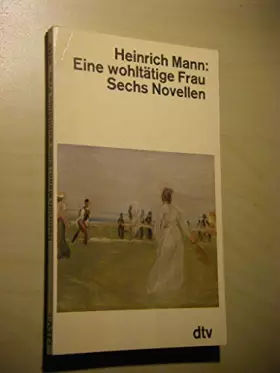 Heinrich Mann:
Eine wohltätige Frau
Sechs Novellen
dtv